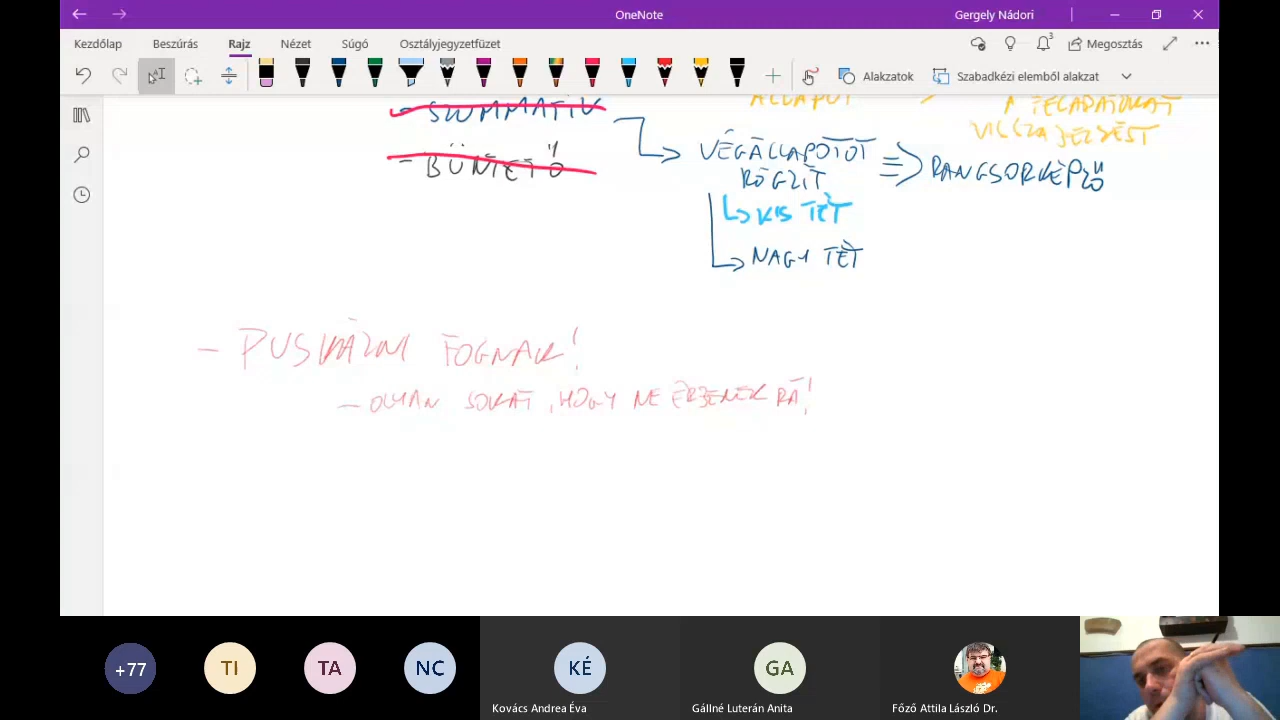 OneNote
Gergely Nádori
Kezdőlap Beszúrás Rajz Nézet Súgó Osztályjegyzetfüzet
Megosztás
Alakzatok
Szabadkézi elemből alakzat
- SZUMMATÍV
ÁLLAPOT
A FELADATOKAT
VISSZAJELZÉST
- BÜNTETŐ
VÉGÁLLAPOTOT
RÖGZÍT
RANGSORKÉPZŐ
KIS TÉT
NAGY TÉT
- PUSKÁZNI FOGNAK!
- OLYAN SOKAT, HOGY NE ÉRJENEK RÁ!
+77
TI
TA
NC
KÉ
Kovács Andrea Éva
GA
Gállné Luterán Anita
Főző Attila László Dr.